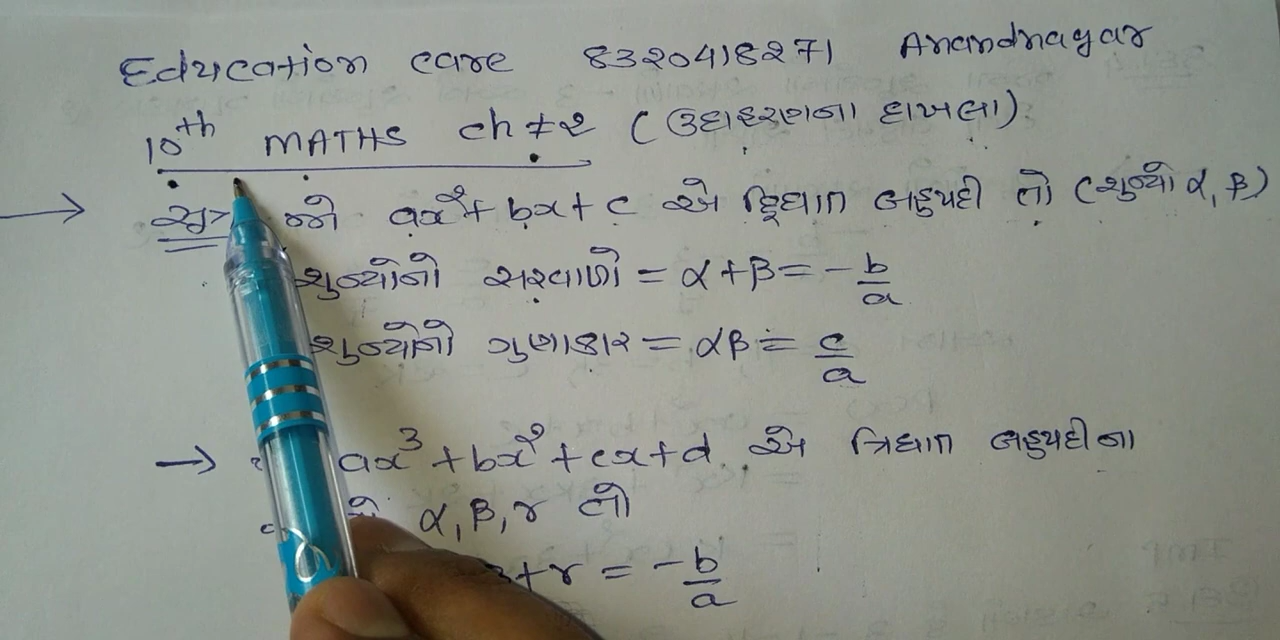 Education care 8320418271 Anandnagar
10th MATHS ch ≠ ૨ (ઉદાહરણના દાખલા)
→ સુત્ર જો ax²+ bx + c એ દ્વિઘાત બહુપદી તો (શુન્યો α, β)
શુન્યોનો સરવાળો = α + β = - b/a
શુન્યોનો ગુણાકાર = αβ = c/a
→ ax³ + bx² + cx + d એ ત્રિઘાત બહુપદીના
α, β, γ તો
+ γ = - b/a